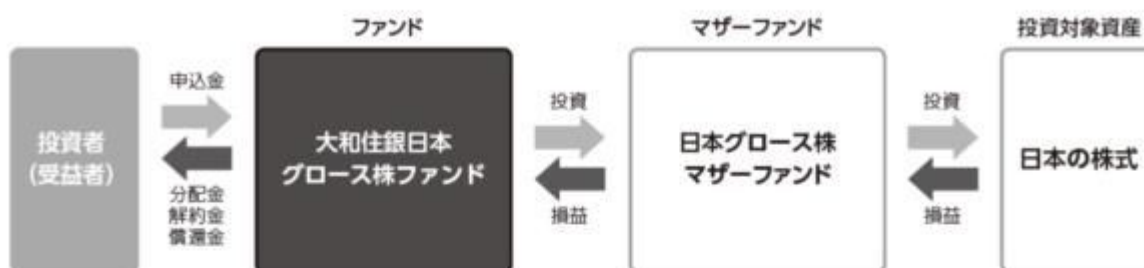 ファンド
マザーファンド
投資対象資産
投資者
(受益者)
申込金
分配金
解約金
償還金
大和住銀日本
グロース株ファンド
投資
損益
日本グロース株
マザーファンド
投資
損益
日本の株式